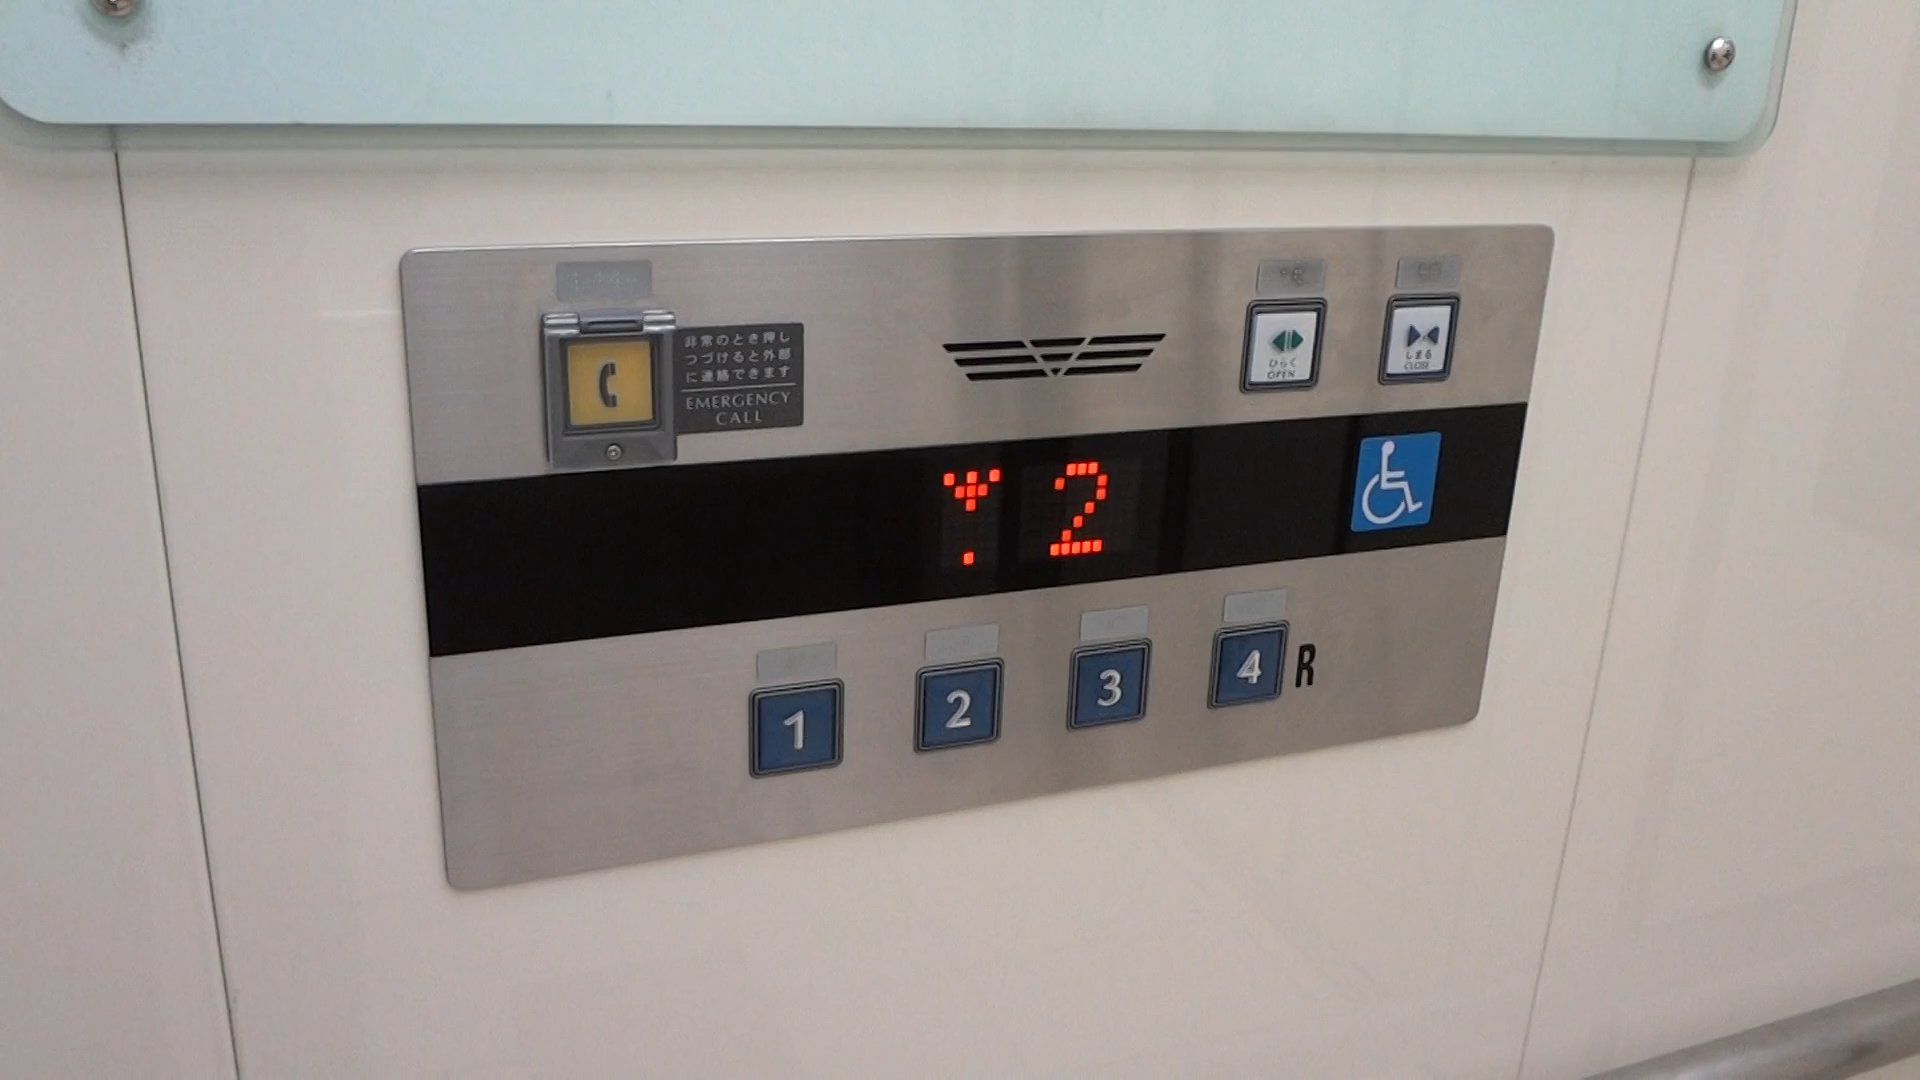 非常のとき押し
つづけると外部
に連絡できます
EMERGENCY
CALL
ひらく
OPEN
しまる
CLOSE
2
1
2
3
4 R